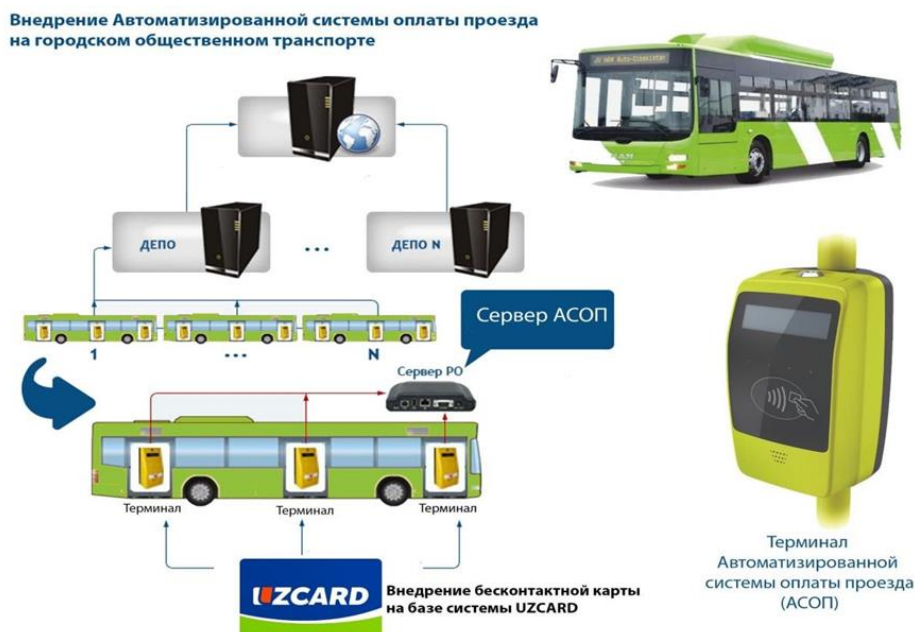 Внедрение Автоматизированной системы оплаты проезда
на городском общественном транспорте
ДЕПО
...
ДЕПО N
1
...
N
Сервер АСОП
Сервер РО
Терминал
Терминал
Терминал
UZCARD
Внедрение бесконтактной карты
на базе системы UZCARD
Терминал
Автоматизированной
системы оплаты проезда
(АСОП)